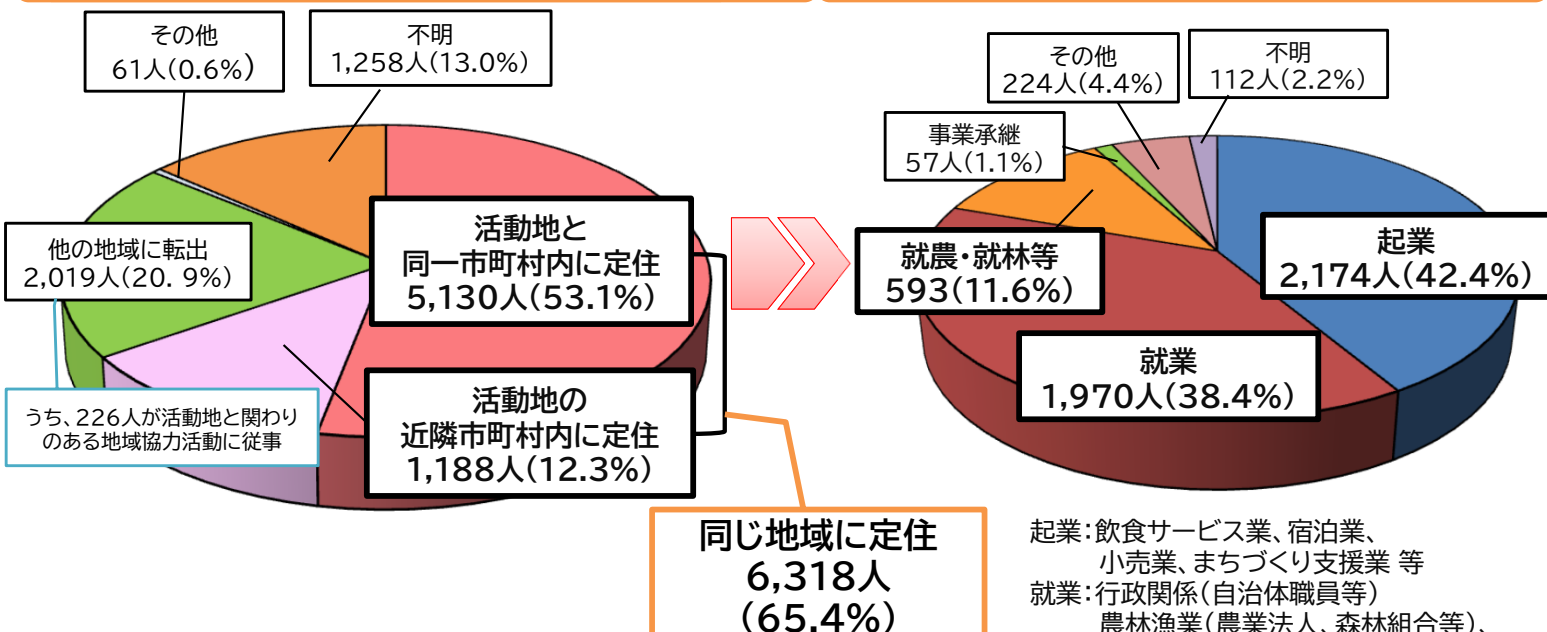 その他
61人(0.6%)
不明
1,258人(13.0%)
他の地域に転出
2,019人(20. 9%)
活動地と
同一市町村内に定住
5,130人(53.1%)
うち、226人が活動地と関わり
のある地域協力活動に従事
活動地の
近隣市町村内に定住
1,188人(12.3%)
同じ地域に定住
6,318人
(65.4%)
その他
224人(4.4%)
不明
112人(2.2%)
事業承継
57人(1.1%)
就農・就林等
593(11.6%)
起業
2,174人(42.4%)
就業
1,970人(38.4%)
起業:飲食サービス業、宿泊業、
小売業、まちづくり支援業 等
就業:行政関係(自治体職員等)
農林漁業(農業法人、森林組合等)、